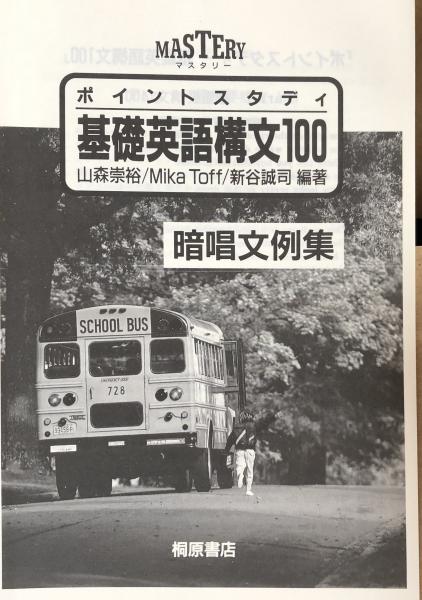 MASTERY
マスタリー
ポイントスタディ
基礎英語構文100
山森崇裕/Mika Toff/新谷誠司 編著
暗唱文例集
SCHOOL BUS
728
桐原書店